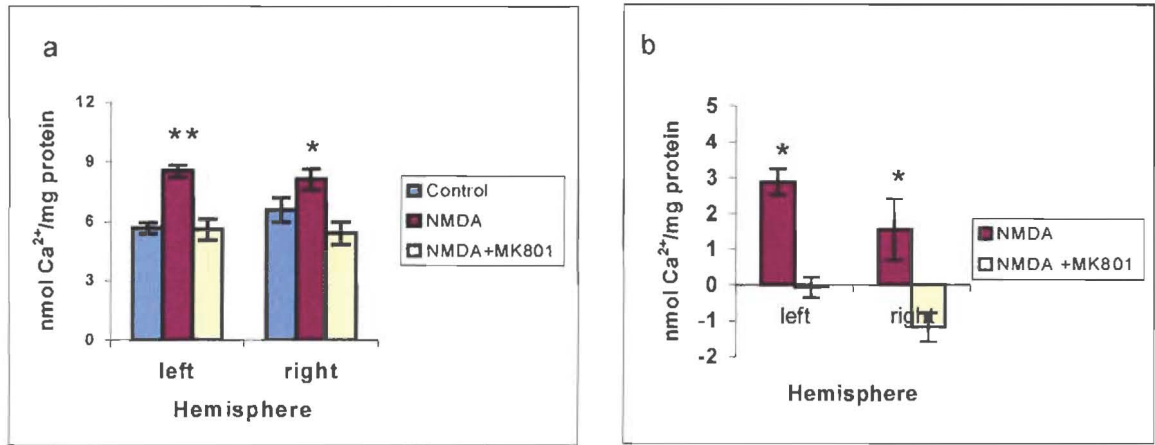 a
nmol Ca²⁺/mg protein
12
9
6
3
0
**
*
left
right
Hemisphere
Control
NMDA
NMDA+MK801
b
nmol Ca²⁺/mg protein
5
4
3
2
1
0
-1
-2
*
*
left
right
Hemisphere
NMDA
NMDA +MK801